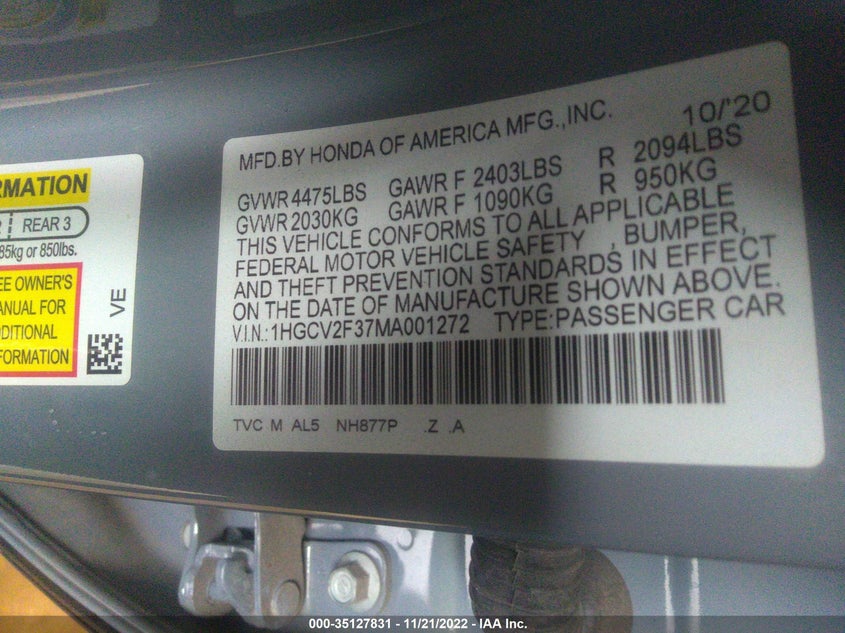 RMATION
REAR 3
85kg or 850lbs.
EE OWNER'S
ANUAL FOR
DITIONAL
FORMATION
VE
10/'20
MFD.BY HONDA OF AMERICA MFG.,INC.
GVWR 4475LBS GAWR F 2403LBS R 2094LBS
GVWR 2030KG GAWR F 1090KG R 950KG
THIS VEHICLE CONFORMS TO ALL APPLICABLE
FEDERAL MOTOR VEHICLE SAFETY , BUMPER,
AND THEFT PREVENTION STANDARDS IN EFFECT
ON THE DATE OF MANUFACTURE SHOWN ABOVE.
V.I.N.: 1HGCV2F37MA001272 TYPE:PASSENGER CAR
TVC M AL5 NH877P .Z .A
000-35127831 - 11/21/2022 - IAA Inc.